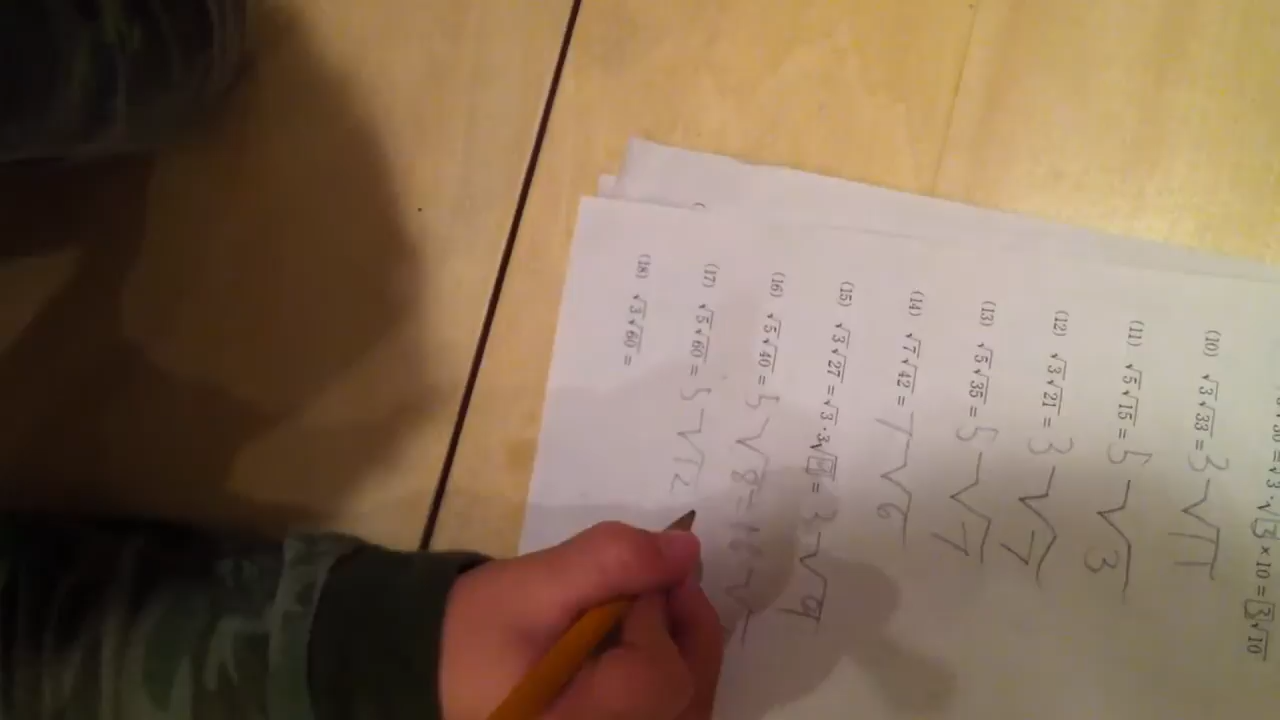 √3 · √3 × 10 = 3√10
(10) √3√33 = 3√11
(11) √5√15 = 5√3
(12) √3√21 = 3√7
(13) √5√35 = 5√7
(14) √7√42 = 7√6
(15) √3√27 = √3 · 3√ = 3√9
(16) √5√40 = 5√8 = 10√
(17) √5√60 = 5√12
(18) √3√60 =